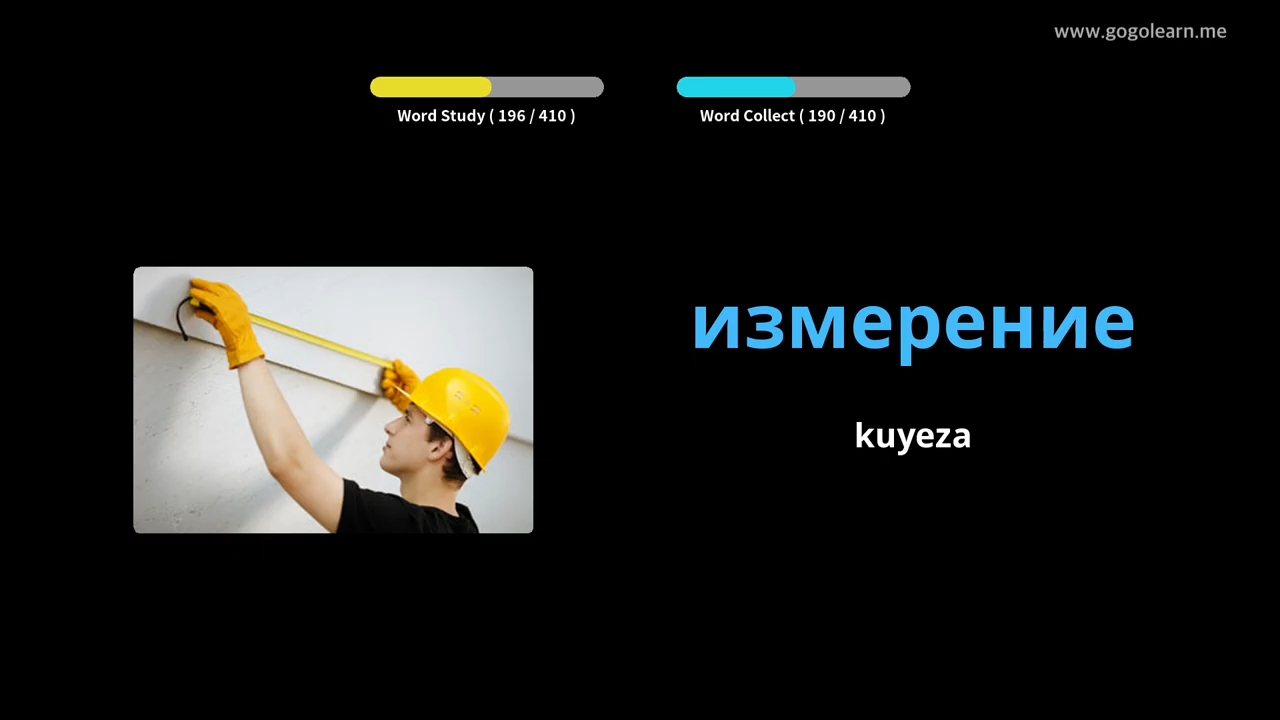 www.gogolearn.me
Word Study ( 196 / 410 )
Word Collect ( 190 / 410 )
измерение
kuyeza